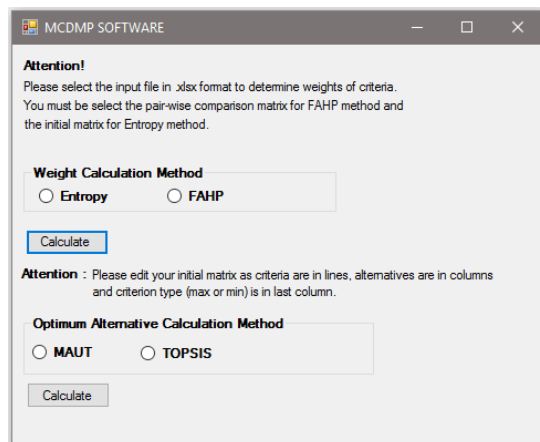 MCDMP SOFTWARE
Attention!
Please select the input file in .xlsx format to determine weights of criteria.
You must be select the pair-wise comparison matrix for FAHP method and
the initial matrix for Entropy method.
Weight Calculation Method
Entropy FAHP
Calculate
Attention : Please edit your initial matrix as criteria are in lines, alternatives are in columns
and criterion type (max or min) is in last column.
Optimum Alternative Calculation Method
MAUT TOPSIS
Calculate